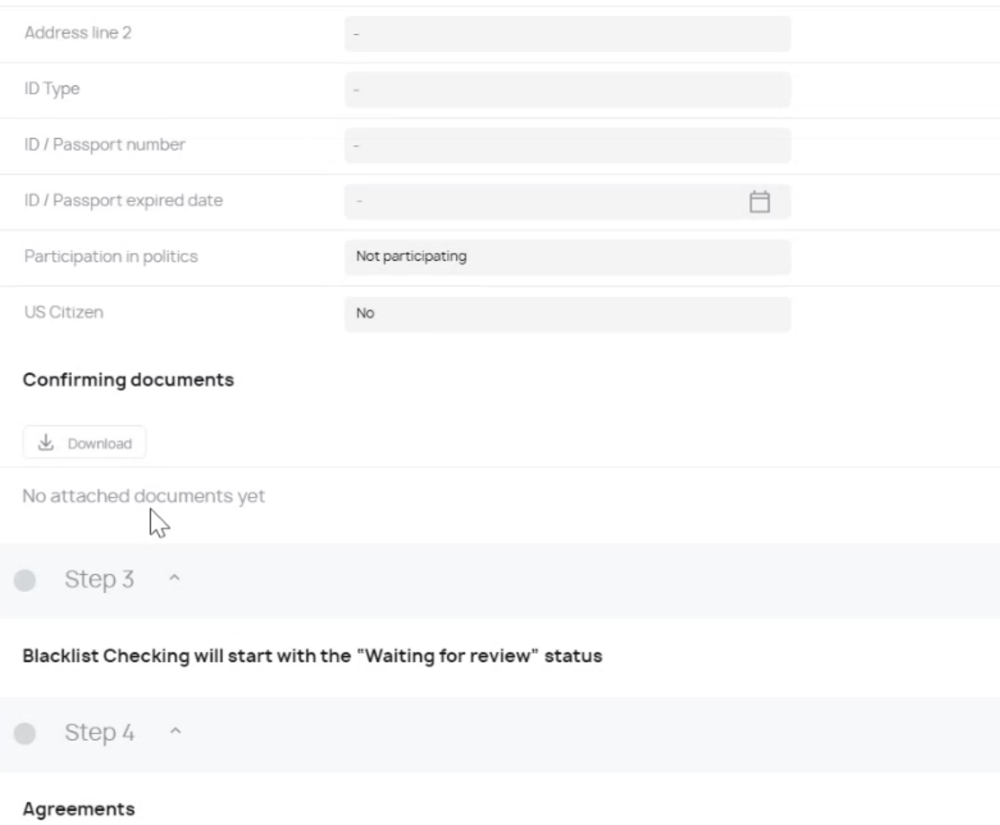 Address line 2
-
ID Type
-
ID / Passport number
-
ID / Passport expired date
-
Participation in politics
Not participating
US Citizen
No
Confirming documents
Download
No attached documents yet
Step 3
Blacklist Checking will start with the “Waiting for review” status
Step 4
Agreements